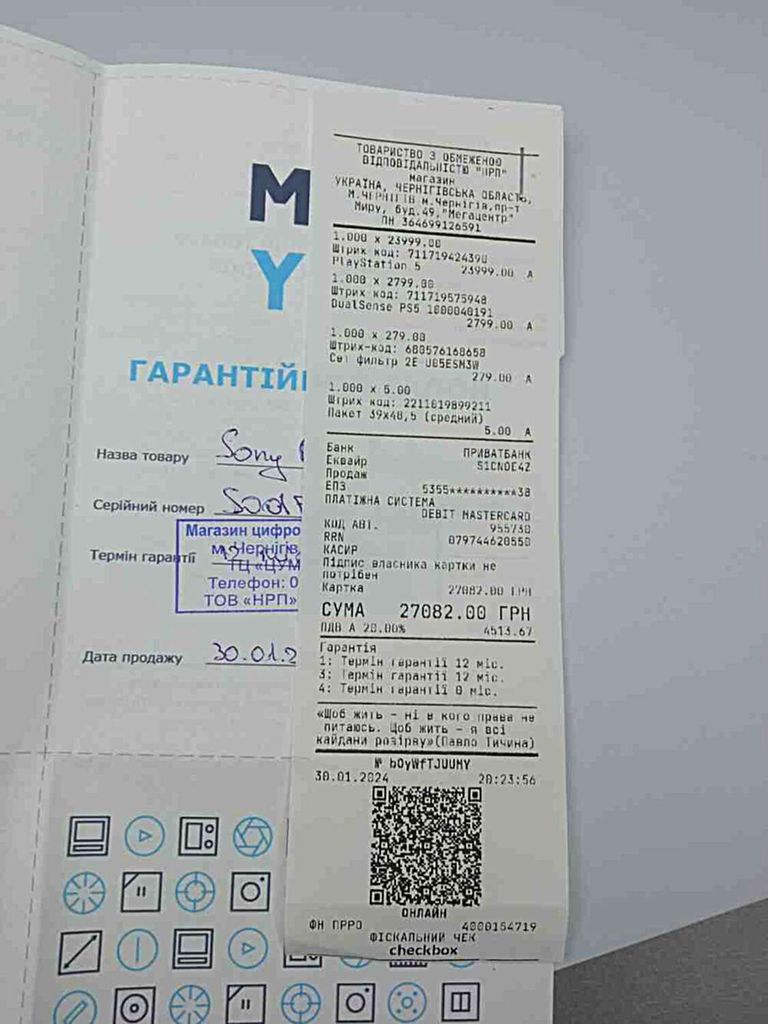 M
Y
ГАРАНТІЙ
Назва товару Sony
Серійний номер
Магазин цифро
м. Чернігів
Термін гарантії
ТЦ «ЦУМ
Телефон: 0
ТОВ «НРП»
Дата продажу 30.01.2
ТОВАРИСТВО З ОБМЕЖЕНОЮ
ВІДПОВІДАЛЬНІСТЮ "НРП"
магазин
УКРАЇНА, ЧЕРНІГІВСЬКА ОБЛАСТЬ,
М.ЧЕРНІГІВ м.Чернігів,пр-т
Миру, буд.49,"Мегацентр"
ПН 364699126591
1.000 x 23999.00
Штрих код: 711719424390
PlayStation 5 23999.00 А
1.000 x 2799.00
Штрих код: 711719575948
DualSense PS5 1000040191
2799.00 А
1.000 x 279.00
Штрих-код: 680576168658
Сет фильтр 2E U05ESM3W
279.00 А
1.000 x 5.00
Штрих код: 2211019899211
Пакет 39x48,5 (средний)
5.00 А
Банк ПРИВАТБАНК
Еквайр S1CN0E4Z
Продаж
ЕПЗ 5355**********38
ПЛАТІЖНА СИСТЕМА
DEBIT MASTERCARD
КОД АВТ. 955730
RRN 079744620550
КАСИР
Підпис власника картки не
потрібен
Картка 27082.00 ГРН
СУМА 27082.00 ГРН
ПДВ А 20.00% 4513.67
Гарантія
1: Термін гарантії 12 міс.
3: Термін гарантії 12 міс.
4: Термін гарантії 0 міс.
«Щоб жить – ні в кого права не
питаюсь. Щоб жить – я всі
кайдани розірву»(Павло Тичина)
№ bOyWfTJUUMY
30.01.2024 20:23:56
ОНЛАЙН
ФН ПРРО 4000154719
ФІСКАЛЬНИЙ ЧЕК
checkbox